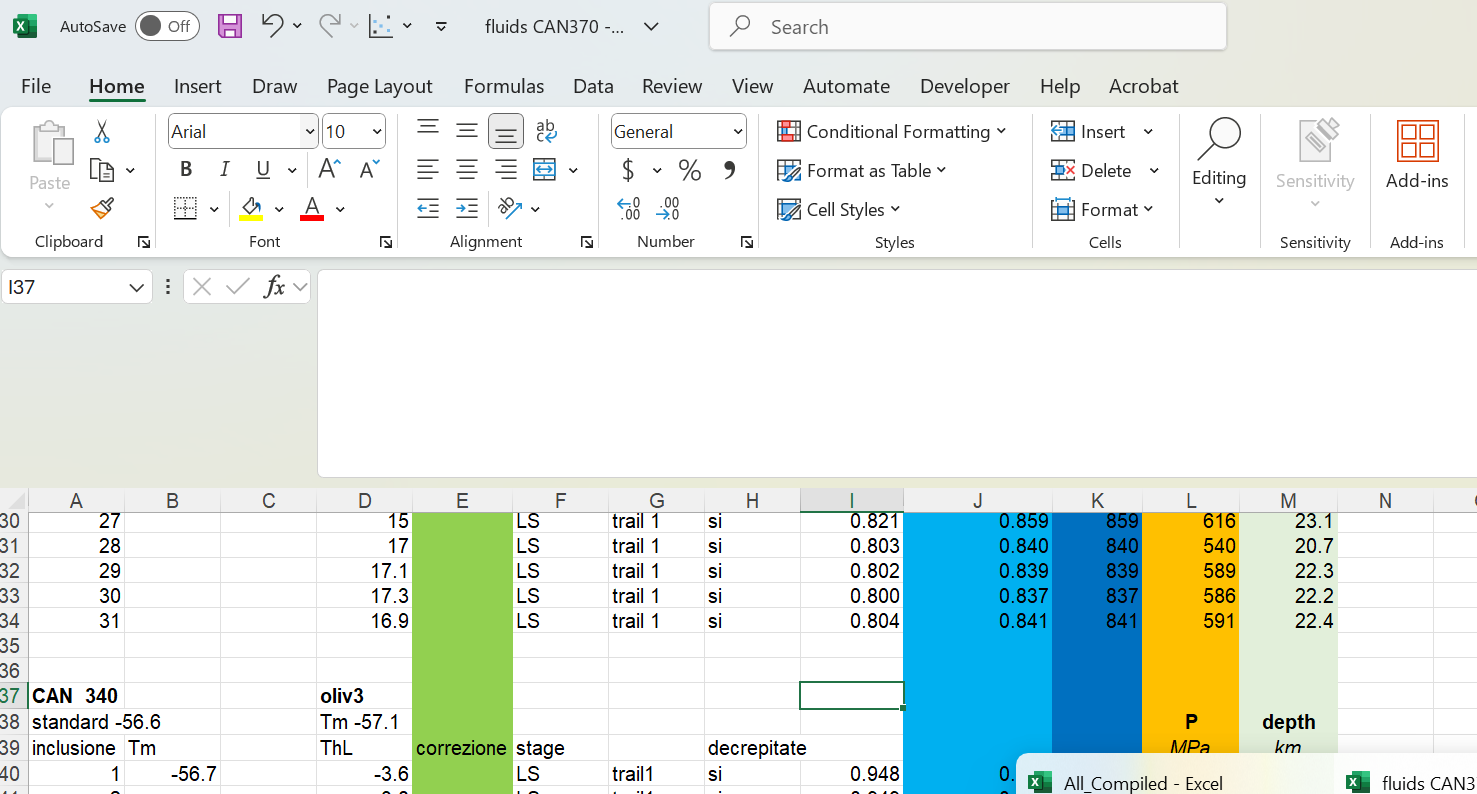 AutoSave Off fluids CAN370 -... Search
File Home Insert Draw Page Layout Formulas Data Review View Automate Developer Help Acrobat
Arial 10 ab General Conditional Formatting Insert
Paste B I U A A $ % Format as Table Delete Editing Sensitivity Add-ins
A .00 .00 Cell Styles Format
Clipboard Font Alignment Number Styles Cells Sensitivity Add-ins
I37 fx
A B C D E F G H I J K L M N
30 27 15 LS trail 1 si 0.821 0.859 859 616 23.1
31 28 17 LS trail 1 si 0.803 0.840 840 540 20.7
32 29 17.1 LS trail 1 si 0.802 0.839 839 589 22.3
33 30 17.3 LS trail 1 si 0.800 0.837 837 586 22.2
34 31 16.9 LS trail 1 si 0.804 0.841 841 591 22.4
35
36
37 CAN 340 oliv3
38 standard -56.6 Tm -57.1 P depth
39 inclusione Tm ThL correzione stage decrepitate MPa km
40 1 -56.7 -3.6 LS trail1 si 0.948 0.
All_Compiled - Excel fluids CAN3